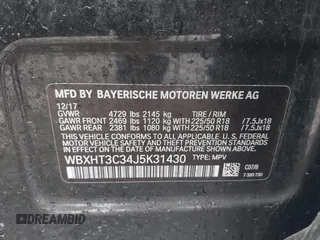 MFD. BY BAYERISCHE MOTOREN WERKE AG
12/17
GVWR 4729 lbs 2145 kg TIRE / RIM
GAWR FRONT 2469 lbs 1120 kg WITH 225/50 R18 /7.5Jx18
GAWR REAR 2381 lbs 1080 kg WITH 225/50 R18 /7.5Jx18
THIS VEHICLE CONFORMS TO ALL APPLICABLE
FEDERAL MOTOR VEHICLE SAFETY, BUMPER,
AND THEFT PREVENTION STANDARDS IN EFFECT
ON THE DATE OF MANUFACTURE SHOWN ABOVE.
WBXHT3C34J5K31430 TYPE: MPV
DREAMBID